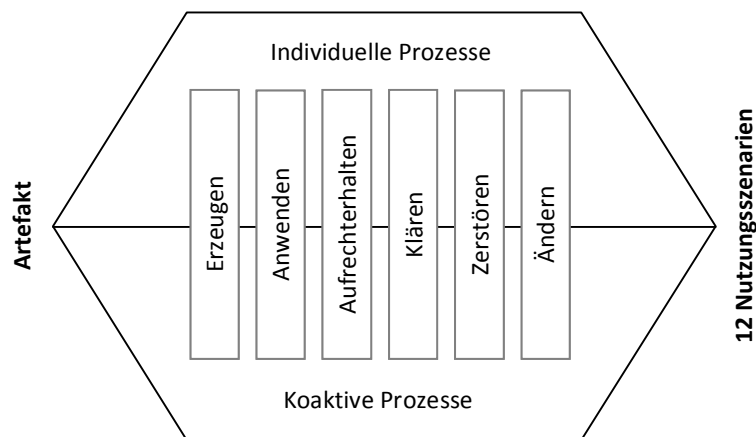 Individuelle Prozesse
Artefakt
Erzeugen
Anwenden
Aufrechterhalten
Klären
Zerstören
Ändern
12 Nutzungsszenarien
Koaktive Prozesse